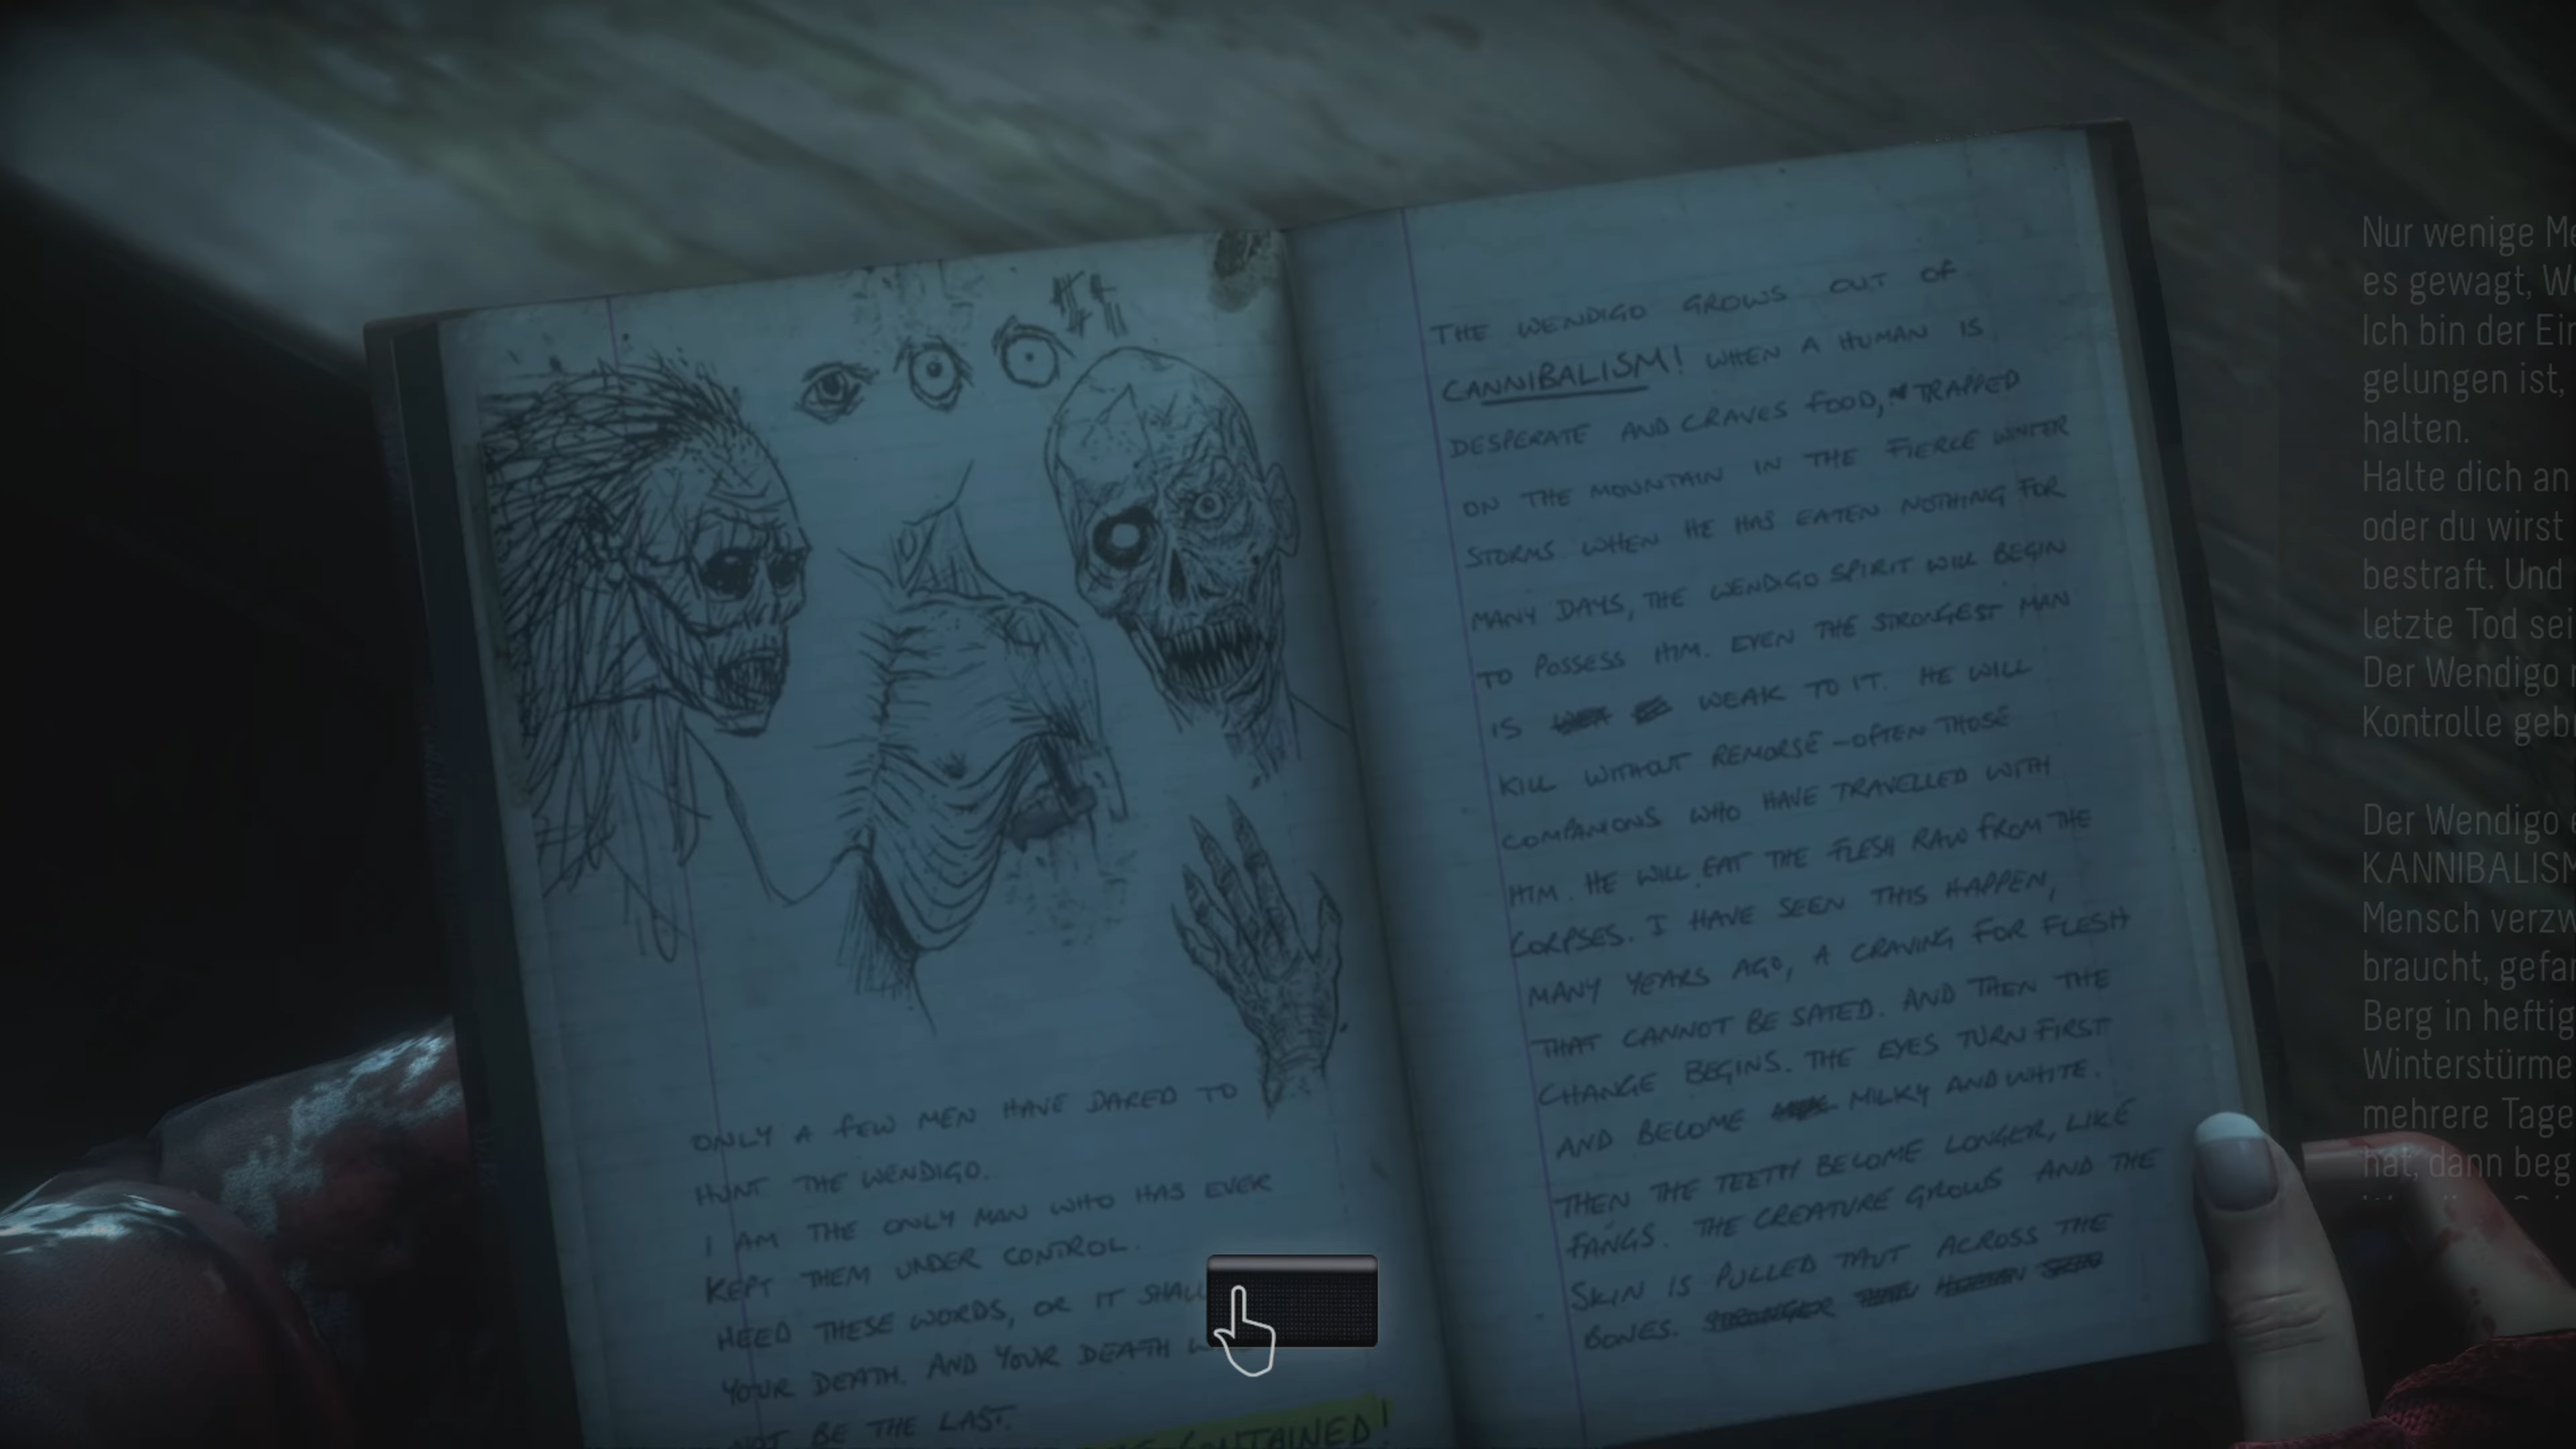 ONLY A FEW MEN HAVE DARED TO
HUNT THE WENDIGO.
I AM THE ONLY MAN WHO HAS EVER
KEPT THEM UNDER CONTROL.
HEED THESE WORDS, OR IT SHALL
YOUR DEATH. AND YOUR DEATH
NOT BE THE LAST.
CONTAINED!
THE WENDIGO GROWS OUT OF
CANNIBALISM! WHEN A HUMAN IS
DESPERATE AND CRAVES FOOD, TRAPPED
ON THE MOUNTAIN IN THE FIERCE WINTER
STORMS WHEN HE HAS EATEN NOTHING FOR
MANY DAYS, THE WENDIGO SPIRIT WILL BEGIN
TO POSSESS HIM. EVEN THE STRONGEST MAN
IS WEAK TO IT. HE WILL
KILL WITHOUT REMORSE - OFTEN THOSE
COMPANIONS WHO HAVE TRAVELLED WITH
HIM. HE WILL EAT THE FLESH RAW FROM THE
CORPSES. I HAVE SEEN THIS HAPPEN,
MANY YEARS AGO, A CRAVING FOR FLESH
THAT CANNOT BE SATED. AND THEN THE
CHANGE BEGINS. THE EYES TURN FIRST
AND BECOME MILKY AND WHITE.
THEN THE TEETH BECOME LONGER, LIKE
FANGS. THE CREATURE GROWS AND THE
SKIN IS PULLED TAUT ACROSS THE
BONES. STRONGER THAN HUMAN SKIN
Nur wenige Me
es gewagt, We
Ich bin der Ein
gelungen ist,
halten.
Halte dich an
oder du wirst
bestraft. Und
letzte Tod sei
Der Wendigo
Kontrolle geb
Der Wendigo
KANNIBALISM
Mensch verzw
braucht, gefa
Berg in heftig
Winterstürme
mehrere Tage
hat, dann beg